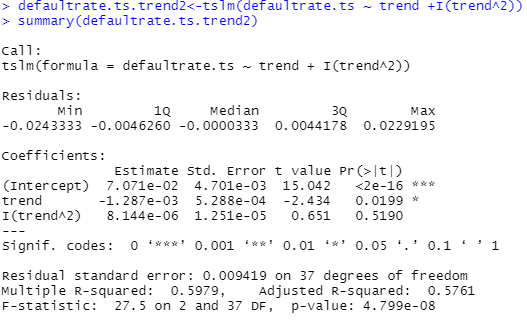 > defaultrate.ts.trend2<-tslm(defaultrate.ts ~ trend +I(trend^2))
> summary(defaultrate.ts.trend2)
Call:
tslm(formula = defaultrate.ts ~ trend + I(trend^2))
Residuals:
Min 1Q Median 3Q Max
-0.0243333 -0.0046260 -0.0000333 0.0044178 0.0229195
Coefficients:
Estimate Std. Error t value Pr(>|t|)
(Intercept) 7.071e-02 4.701e-03 15.042 <2e-16 ***
trend -1.287e-03 5.288e-04 -2.434 0.0199 *
I(trend^2) 8.144e-06 1.251e-05 0.651 0.5190
---
Signif. codes: 0 ‘***’ 0.001 ‘**’ 0.01 ‘*’ 0.05 ‘.’ 0.1 ‘ ’ 1
Residual standard error: 0.009419 on 37 degrees of freedom
Multiple R-squared: 0.5979, Adjusted R-squared: 0.5761
F-statistic: 27.5 on 2 and 37 DF, p-value: 4.799e-08